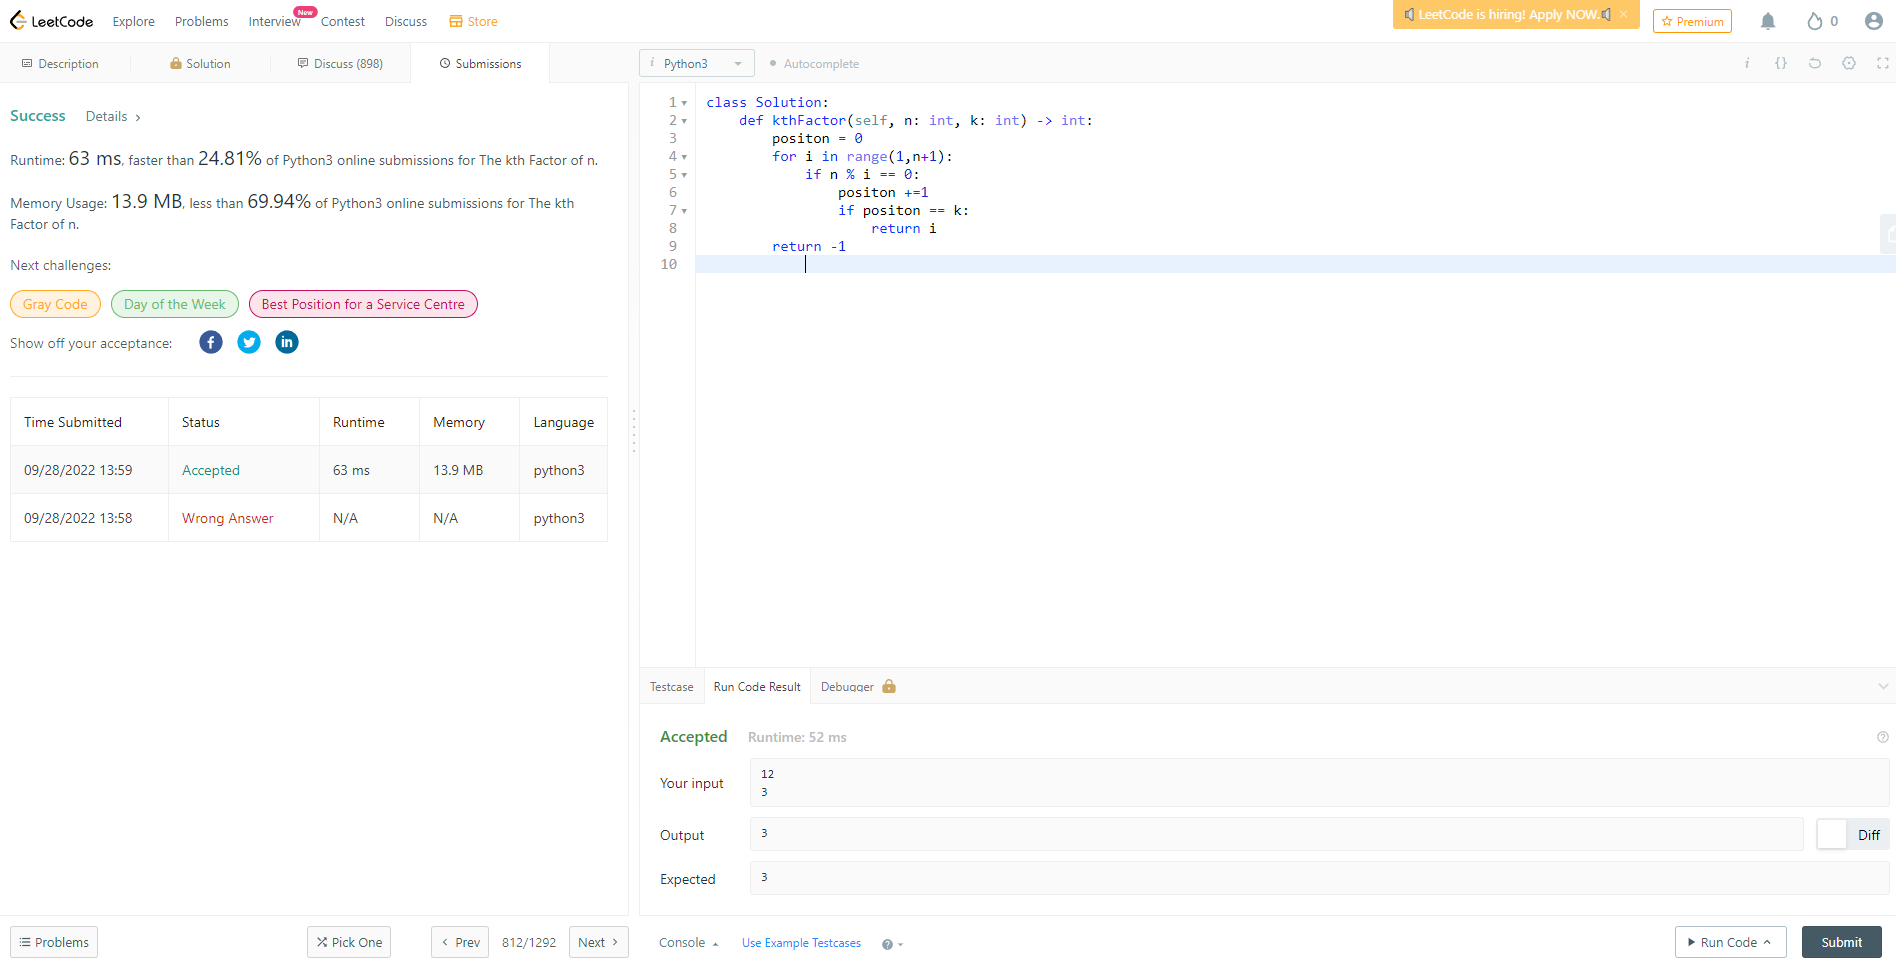 LeetCode Explore Problems Interview New Contest Discuss Store LeetCode is hiring! Apply NOW. Premium 0
Description Solution Discuss (898) Submissions
i Python3 Autocomplete i {}
Success Details
Runtime: 63 ms, faster than 24.81% of Python3 online submissions for The kth Factor of n.
Memory Usage: 13.9 MB, less than 69.94% of Python3 online submissions for The kth
Factor of n.
Next challenges:
Gray Code Day of the Week Best Position for a Service Centre
Show off your acceptance:
Time Submitted Status Runtime Memory Language
09/28/2022 13:59 Accepted 63 ms 13.9 MB python3
09/28/2022 13:58 Wrong Answer N/A N/A python3
1 class Solution:
2 def kthFactor(self, n: int, k: int) -> int:
3 positon = 0
4 for i in range(1,n+1):
5 if n % i == 0:
6 positon +=1
7 if positon == k:
8 return i
9 return -1
10
Testcase Run Code Result Debugger
Accepted Runtime: 52 ms
Your input
12
3
Output 3 Diff
Expected 3
Problems Pick One Prev 812/1292 Next
Console Use Example Testcases Run Code Submit